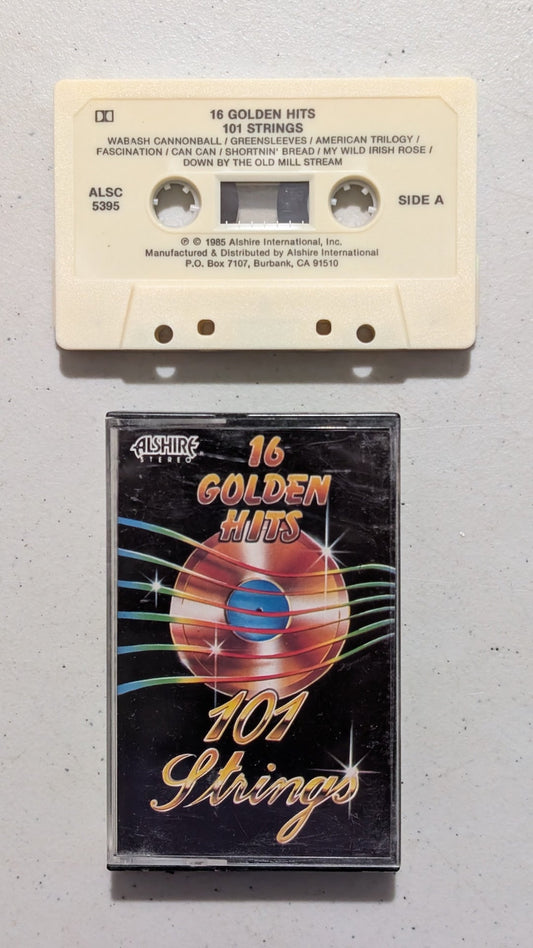 16 GOLDEN HITS
101 STRINGS
WABASH CANNONBALL / GREENSLEEVES / AMERICAN TRILOGY /
FASCINATION / CAN CAN / SHORTNIN' BREAD / MY WILD IRISH ROSE /
DOWN BY THE OLD MILL STREAM
ALSC
5395
SIDE A
℗ © 1985 Alshire International, Inc.
Manufactured & Distributed by Alshire International
P.O. Box 7107, Burbank, CA 91510
ALSHIRE
STEREO
16
GOLDEN
HITS
101
Strings